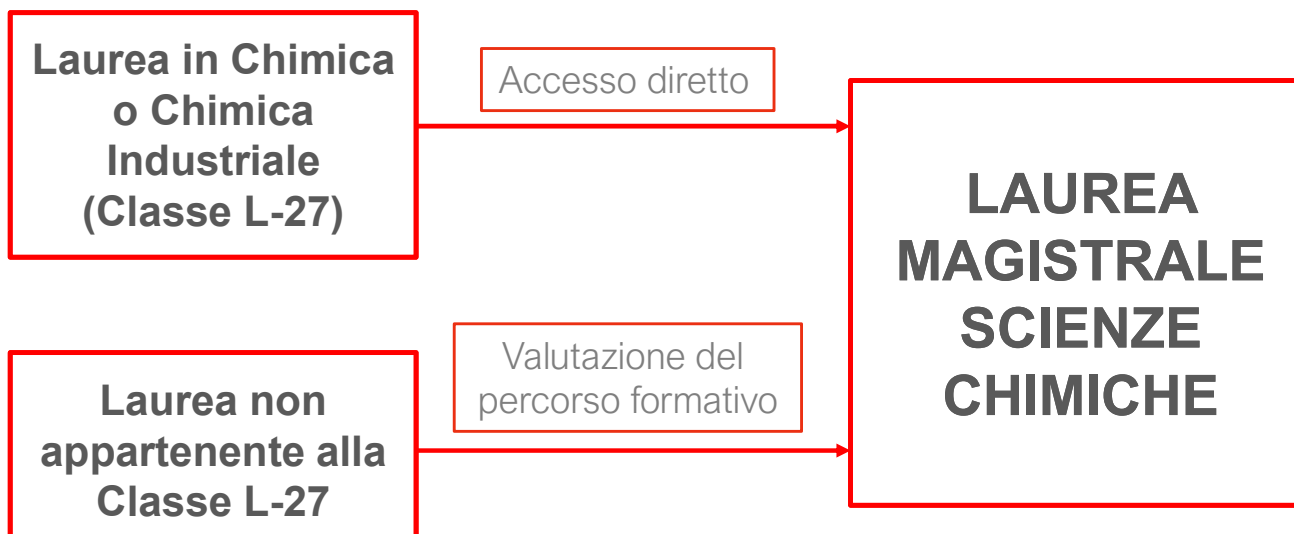 Laurea in Chimica
o Chimica
Industriale
(Classe L-27)
Accesso diretto
LAUREA
MAGISTRALE
SCIENZE
CHIMICHE
Valutazione del
percorso formativo
Laurea non
appartenente alla
Classe L-27